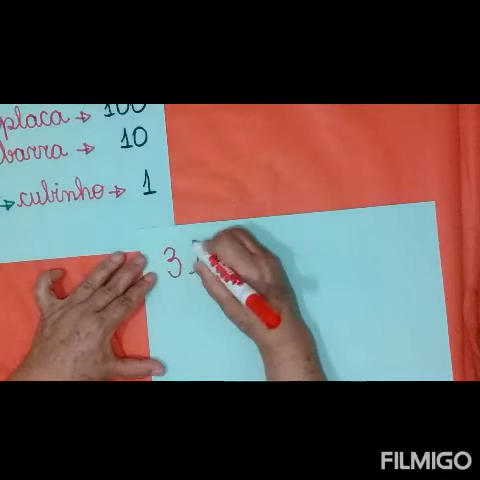 placa → 100
barra → 10
→ cubinho → 1
3
FILMIGO